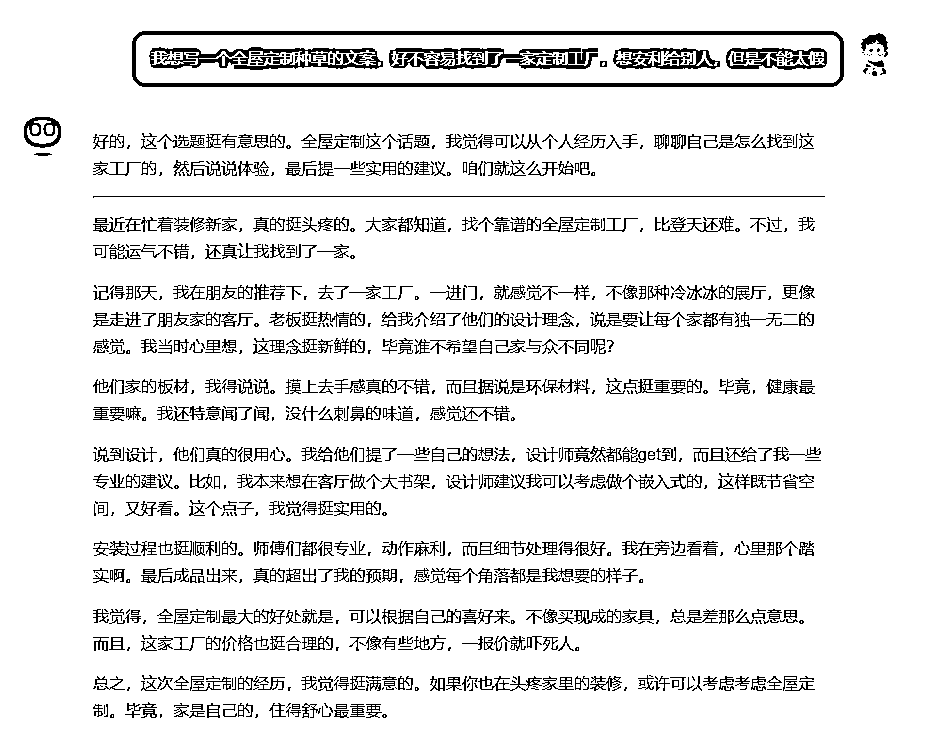 我想写一个全屋定制种草的文案，好不容易找到了一家定制工厂。想安利给别人，但是不能太假
好的，这个选题挺有意思的。全屋定制这个话题，我觉得可以从个人经历入手，聊聊自己是怎么找到这
家工厂的，然后说说体验，最后提一些实用的建议。咱们就这么开始吧。
最近在忙着装修新家，真的挺头疼的。大家都知道，找个靠谱的全屋定制工厂，比登天还难。不过，我
可能运气不错，还真让我找到了一家。
记得那天，我在朋友的推荐下，去了一家工厂。一进门，就感觉不一样，不像那种冷冰冰的展厅，更像
是走进了朋友家的客厅。老板挺热情的，给我介绍了他们的设计理念，说是要让每个家都有独一无二的
感觉。我当时心里想，这理念挺新鲜的，毕竟谁不希望自己家与众不同呢？
他们家的板材，我得说说。摸上去手感真的不错，而且据说是环保材料，这点挺重要的。毕竟，健康最
重要嘛。我还特意闻了闻，没什么刺鼻的味道，感觉还不错。
说到设计，他们真的很用心。我给他们提了一些自己的想法，设计师竟然都能get到，而且还给了我一些
专业的建议。比如，我本来想在客厅做个大书架，设计师建议我可以考虑做个嵌入式的，这样既节省空
间，又好看。这个点子，我觉得挺实用的。
安装过程也挺顺利的。师傅们都很专业，动作麻利，而且细节处理得很好。我在旁边看着，心里那个踏
实啊。最后成品出来，真的超出了我的预期，感觉每个角落都是我想要的样子。
我觉得，全屋定制最大的好处就是，可以根据自己的喜好来。不像买现成的家具，总是差那么点意思。
而且，这家工厂的价格也挺合理的，不像有些地方，一报价就吓死人。
总之，这次全屋定制的经历，我觉得挺满意的。如果你也在头疼家里的装修，或许可以考虑考虑全屋定
制。毕竟，家是自己的，住得舒心最重要。